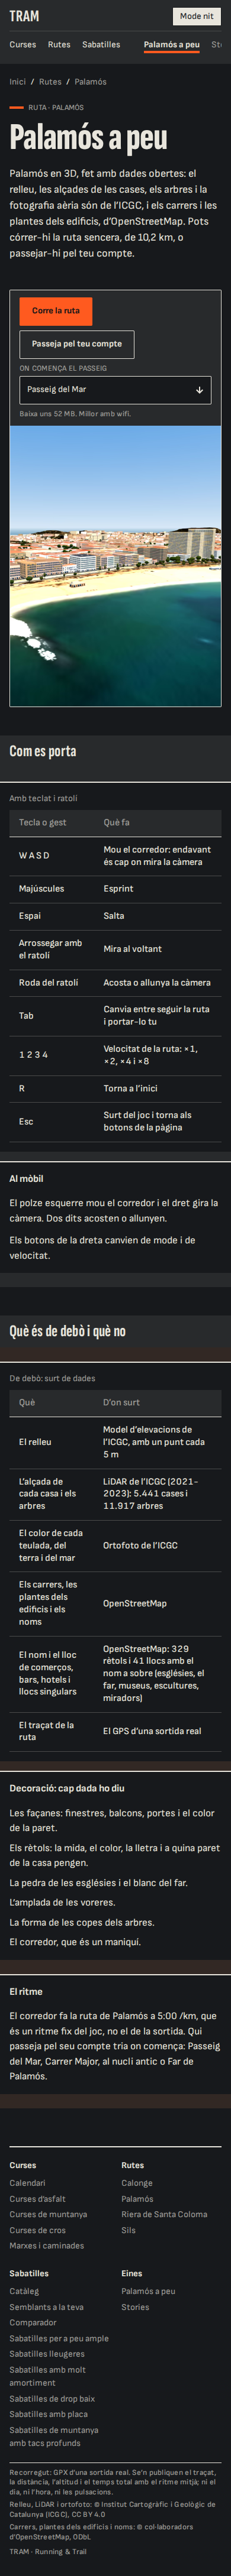 TRAM
Mode nit
Curses Rutes Sabatilles Palamós a peu
Inici / Rutes / Palamós
RUTA · PALAMÓS
Palamós a peu
Palamós en 3D, fet amb dades obertes: el
relleu, les alçades de les cases, els arbres i la
fotografia aèria són de l'ICGC, i els carrers i les
plantes dels edificis, d'OpenStreetMap. Pots
córrer-hi la ruta sencera, de 10,2 km, o
passejar-hi pel teu compte.
Corre la ruta
Passeja pel teu compte
ON COMENÇA EL PASSEIG
Passeig del Mar
Baixa uns 52 MB. Millor amb wifi.
Com es porta
Amb teclat i ratolí
Tecla o gest Què fa
W A S D
Mou el corredor: endavant
és cap on mira la càmera
Majúscules Esprint
Espai Salta
Arrossegar amb
el ratolí
Mira al voltant
Roda del ratolí Acosta o allunya la càmera
Tab
Canvia entre seguir la ruta
i portar-lo tu
1 2 3 4
Velocitat de la ruta: ×1,
×2, ×4 i ×8
R Torna a l'inici
Esc
Surt del joc i torna als
botons de la pàgina
Al mòbil
El polze esquerre mou el corredor i el dret gira la
càmera. Dos dits acosten o allunyen.
Els botons de la dreta canvien de mode i de
velocitat.
Què és de debò i què no
De debò: surt de dades
Què D'on surt
El relleu
Model d'elevacions de
l'ICGC, amb un punt cada
5 m
L'alçada de
cada casa i els
arbres
LiDAR de l'ICGC (2021-
2023): 5.441 cases i
11.917 arbres
El color de cada
teulada, del
terra i del mar
Ortofoto de l'ICGC
Els carrers, les
plantes dels
edificis i els
noms
OpenStreetMap
El nom i el lloc
de comerços,
bars, hotels i
llocs singulars
OpenStreetMap: 329
rètols i 41 llocs amb el
nom a sobre (esglésies, el
far, museus, escultures,
miradors)
El traçat de la
ruta
El GPS d'una sortida real
Decoració: cap dada ho diu
Les façanes: finestres, balcons, portes i el color
de la paret.
Els rètols: la mida, el color, la lletra i a quina paret
de la casa pengen.
La pedra de les esglésies i el blanc del far.
L'amplada de les voreres.
La forma de les copes dels arbres.
El corredor, que és un maniquí.
El ritme
El corredor fa la ruta de Palamós a 5:00 /km, que
és un ritme fix del joc, no el de la sortida. Qui
passeja pel seu compte tria on comença: Passeig
del Mar, Carrer Major, al nucli antic o Far de
Palamós.
Curses
Calendari
Curses d'asfalt
Curses de muntanya
Curses de cros
Marxes i caminades
Rutes
Calonge
Palamós
Riera de Santa Coloma
Sils
Sabatilles
Catàleg
Semblants a la teva
Comparador
Sabatilles per a peu ample
Sabatilles lleugeres
Sabatilles amb molt
amortiment
Sabatilles de drop baix
Sabatilles amb placa
Sabatilles de muntanya
amb tacs profunds
Eines
Palamós a peu
Stories
Recorregut: GPX d'una sortida real. Se'n publiquen el traçat,
la distància, l'altitud i el temps total amb el ritme mitjà; ni el
dia, ni l'hora, ni les pulsacions.
Relleu, LiDAR i ortofoto: © Institut Cartogràfic i Geològic de
Catalunya (ICGC), CC BY 4.0
Carrers, plantes dels edificis i noms: © col·laboradors
d'OpenStreetMap, ODbL
TRAM · Running & Trail